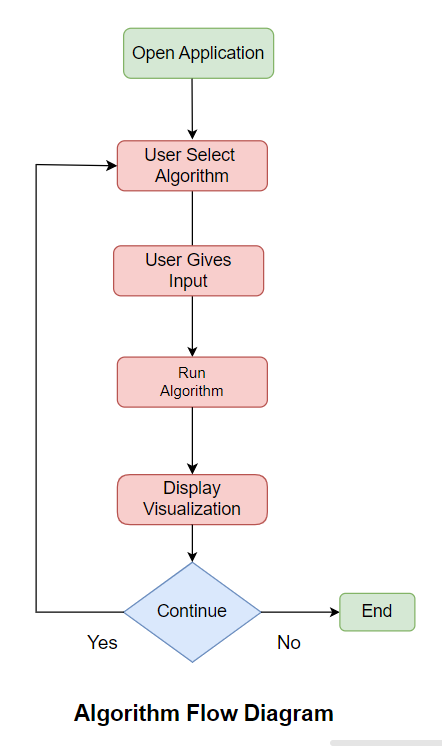 Open Application
User Select
Algorithm
User Gives
Input
Run
Algorithm
Display
Visualization
Continue
End
Yes
No
Algorithm Flow Diagram